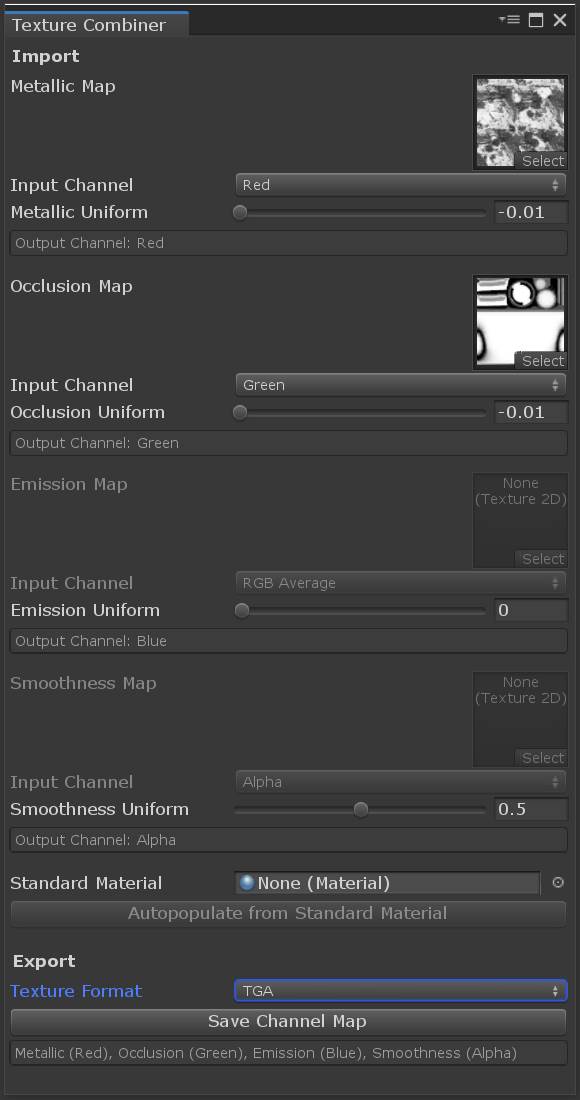 Texture Combiner
Import
Metallic Map
Select
Input Channel
Red
Metallic Uniform
-0.01
Output Channel: Red
Occlusion Map
Select
Input Channel
Green
Occlusion Uniform
-0.01
Output Channel: Green
Emission Map
None
(Texture 2D)
Select
Input Channel
RGB Average
Emission Uniform
0
Output Channel: Blue
Smoothness Map
None
(Texture 2D)
Select
Input Channel
Alpha
Smoothness Uniform
0.5
Output Channel: Alpha
Standard Material
None (Material)
Autopopulate from Standard Material
Export
Texture Format
TGA
Save Channel Map
Metallic (Red), Occlusion (Green), Emission (Blue), Smoothness (Alpha)